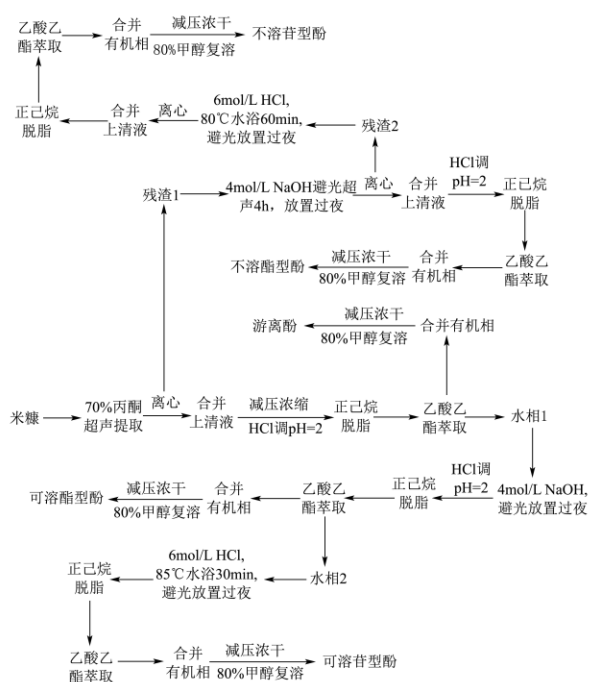 乙酸乙
酯萃取
合并
有机相
减压浓干
80%甲醇复溶
不溶苷型酚
正己烷
脱脂
合并
上清液
离心
6mol/L HCl,
80℃水浴60min,
避光放置过夜
残渣2
残渣1
4mol/L NaOH避光超
声4h，放置过夜
离心
合并
上清液
HCl调
pH=2
正己烷
脱脂
不溶酯型酚
减压浓干
80%甲醇复溶
合并
有机相
乙酸乙
酯萃取
游离酚
减压浓干
80%甲醇复溶
合并有机相
米糠
70%丙酮
超声提取
离心
合并
上清液
减压浓缩
HCl调pH=2
正己烷
脱脂
乙酸乙
酯萃取
水相1
可溶酯型酚
减压浓干
80%甲醇复溶
合并
有机相
乙酸乙
酯萃取
正己烷
脱脂
HCl调
pH=2
4mol/L NaOH,
避光放置过夜
正己烷
脱脂
6mol/L HCl,
85℃水浴30min,
避光放置过夜
水相2
乙酸乙
酯萃取
合并
有机相
减压浓干
80%甲醇复溶
可溶苷型酚